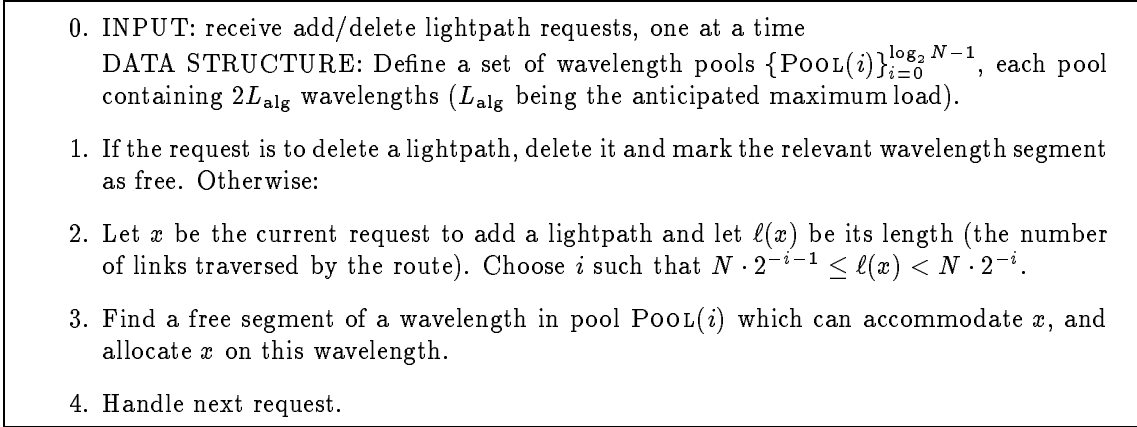 0. INPUT: receive add/delete lightpath requests, one at a time
DATA STRUCTURE: Define a set of wavelength pools {POOL(i)}_{i=0}^{log_2 N−1}, each pool
containing 2L_alg wavelengths (L_alg being the anticipated maximum load).
1. If the request is to delete a lightpath, delete it and mark the relevant wavelength segment
as free. Otherwise:
2. Let x be the current request to add a lightpath and let ℓ(x) be its length (the number
of links traversed by the route). Choose i such that N · 2^{−i−1} ≤ ℓ(x) < N · 2^{−i}.
3. Find a free segment of a wavelength in pool POOL(i) which can accommodate x, and
allocate x on this wavelength.
4. Handle next request.